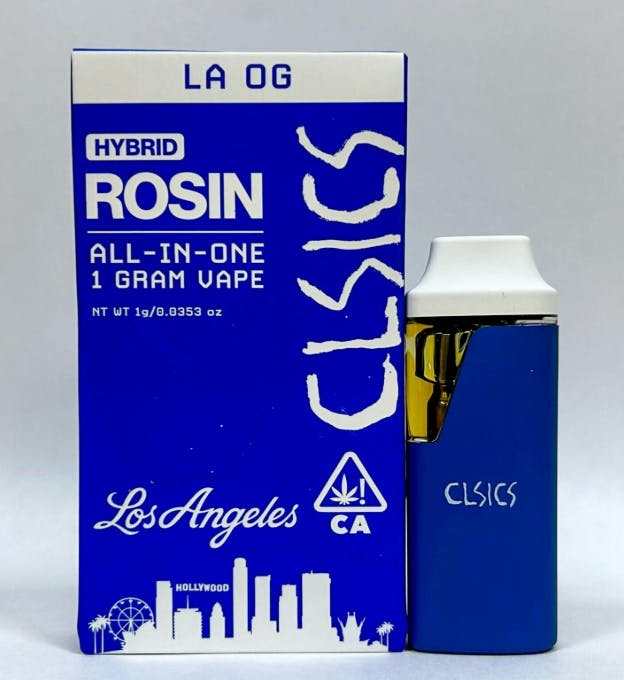 LA OG
HYBRID
ROSIN
ALL-IN-ONE
1 GRAM VAPE
NT WT 1g/0.0353 oz
CLSICS
Los Angeles
!
CA
HOLLYWOOD
CLSICS